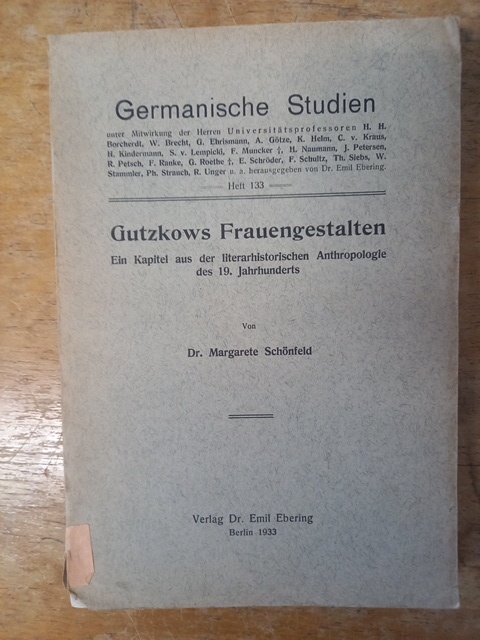 Germanische Studien
unter Mitwirkung der Herren Universitätsprofessoren H. H.
Borcherdt, W. Brecht, G. Ehrismann, A. Götze, K. Helm, C. v. Kraus,
H. Kindermann, S. v. Lempicki, F. Muncker †, H. Naumann, J. Petersen,
R. Petsch, F. Ranke, G. Roethe †, E. Schröder, F. Schultz, Th. Siebs, W.
Stammler, Ph. Strauch, R. Unger u. a. herausgegeben von Dr. Emil Ebering.
Heft 133
Gutzkows Frauengestalten
Ein Kapitel aus der literarhistorischen Anthropologie
des 19. Jahrhunderts
Von
Dr. Margarete Schönfeld
Verlag Dr. Emil Ebering
Berlin 1933